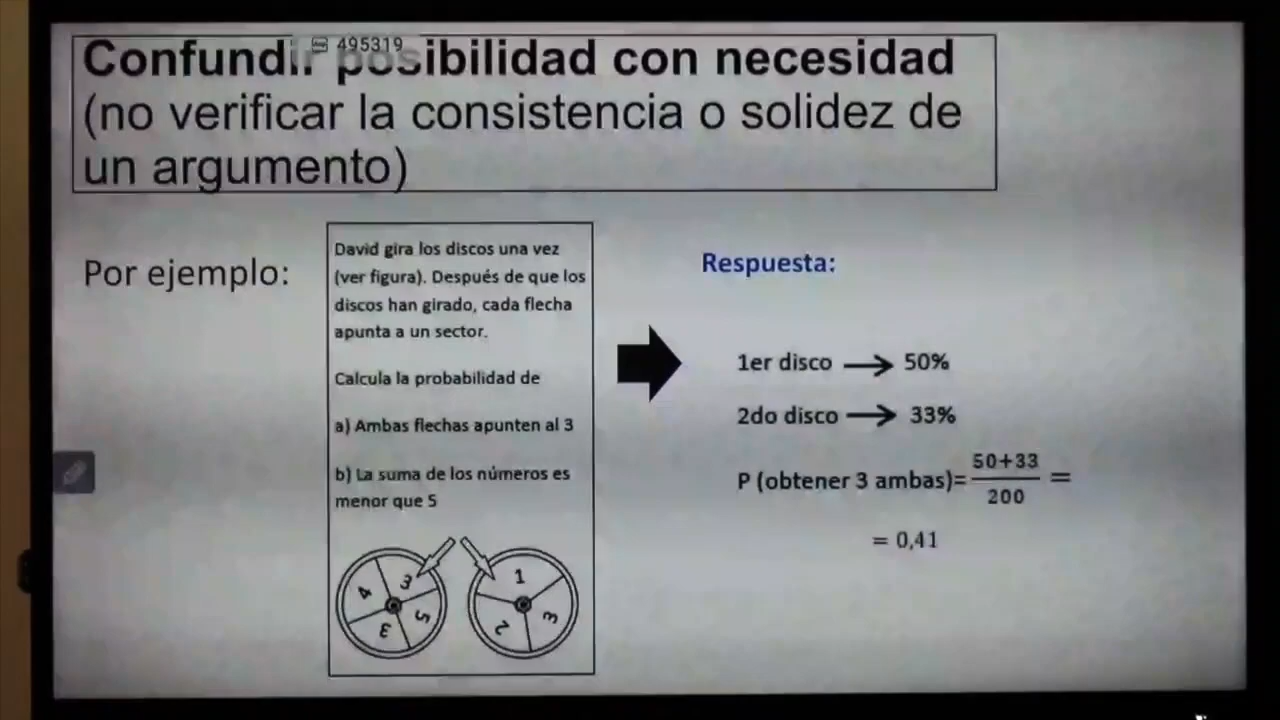 Confundir posibilidad con necesidad
495319
(no verificar la consistencia o solidez de
un argumento)
Por ejemplo:
David gira los discos una vez
(ver figura). Después de que los
discos han girado, cada flecha
apunta a un sector.
Calcula la probabilidad de
a) Ambas flechas apunten al 3
b) La suma de los números es
menor que 5
4 3 5 3
1 3 2
Respuesta:
1er disco → 50%
2do disco → 33%
P (obtener 3 ambas)= 50+33 / 200 =
= 0,41